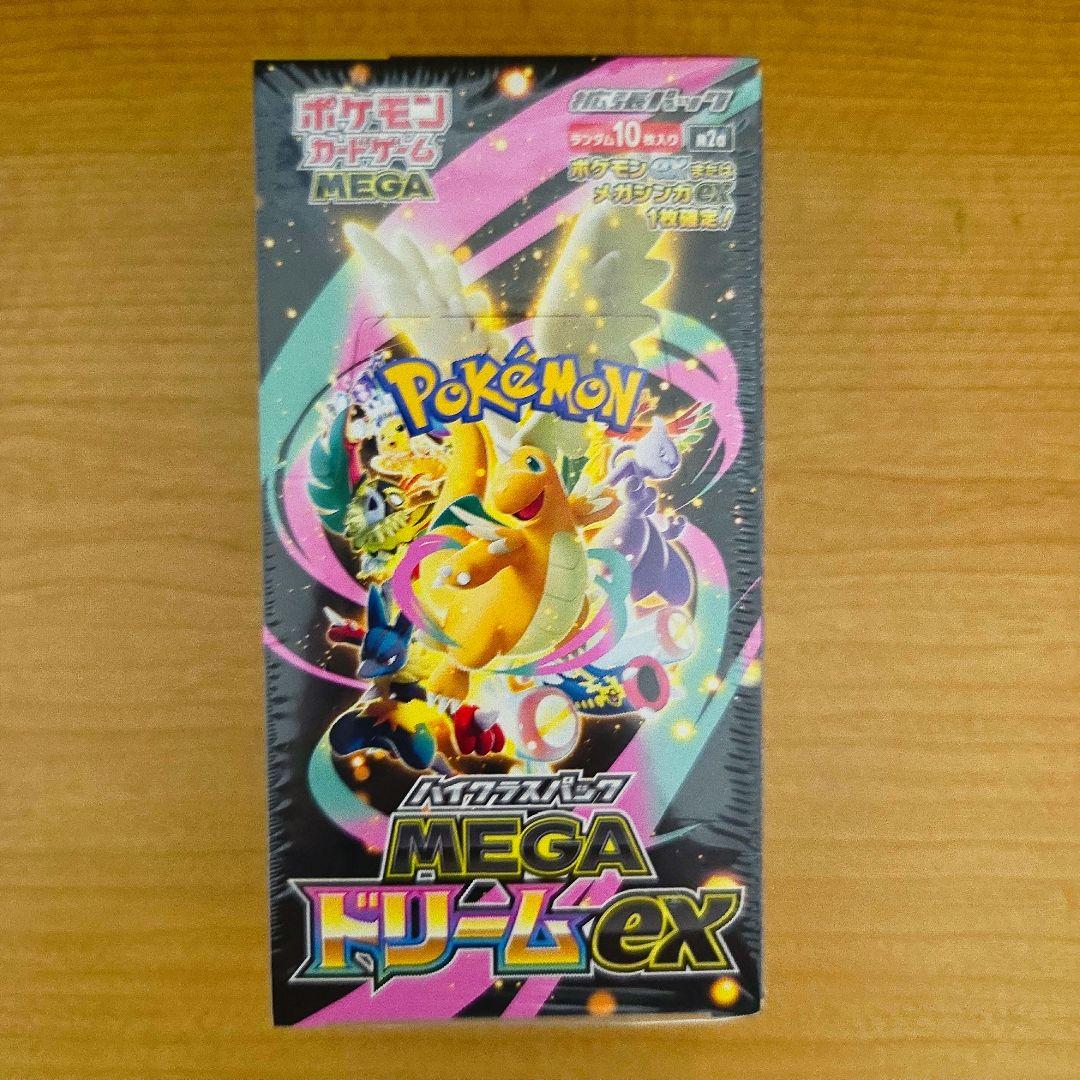 ポケモン
カードゲーム
MEGA
拡張パック
ランダム10枚入り
ポケモンexまたは
メガシンカex
1枚確定!
POKéMON
ハイクラスパック
MEGA
ドリームex